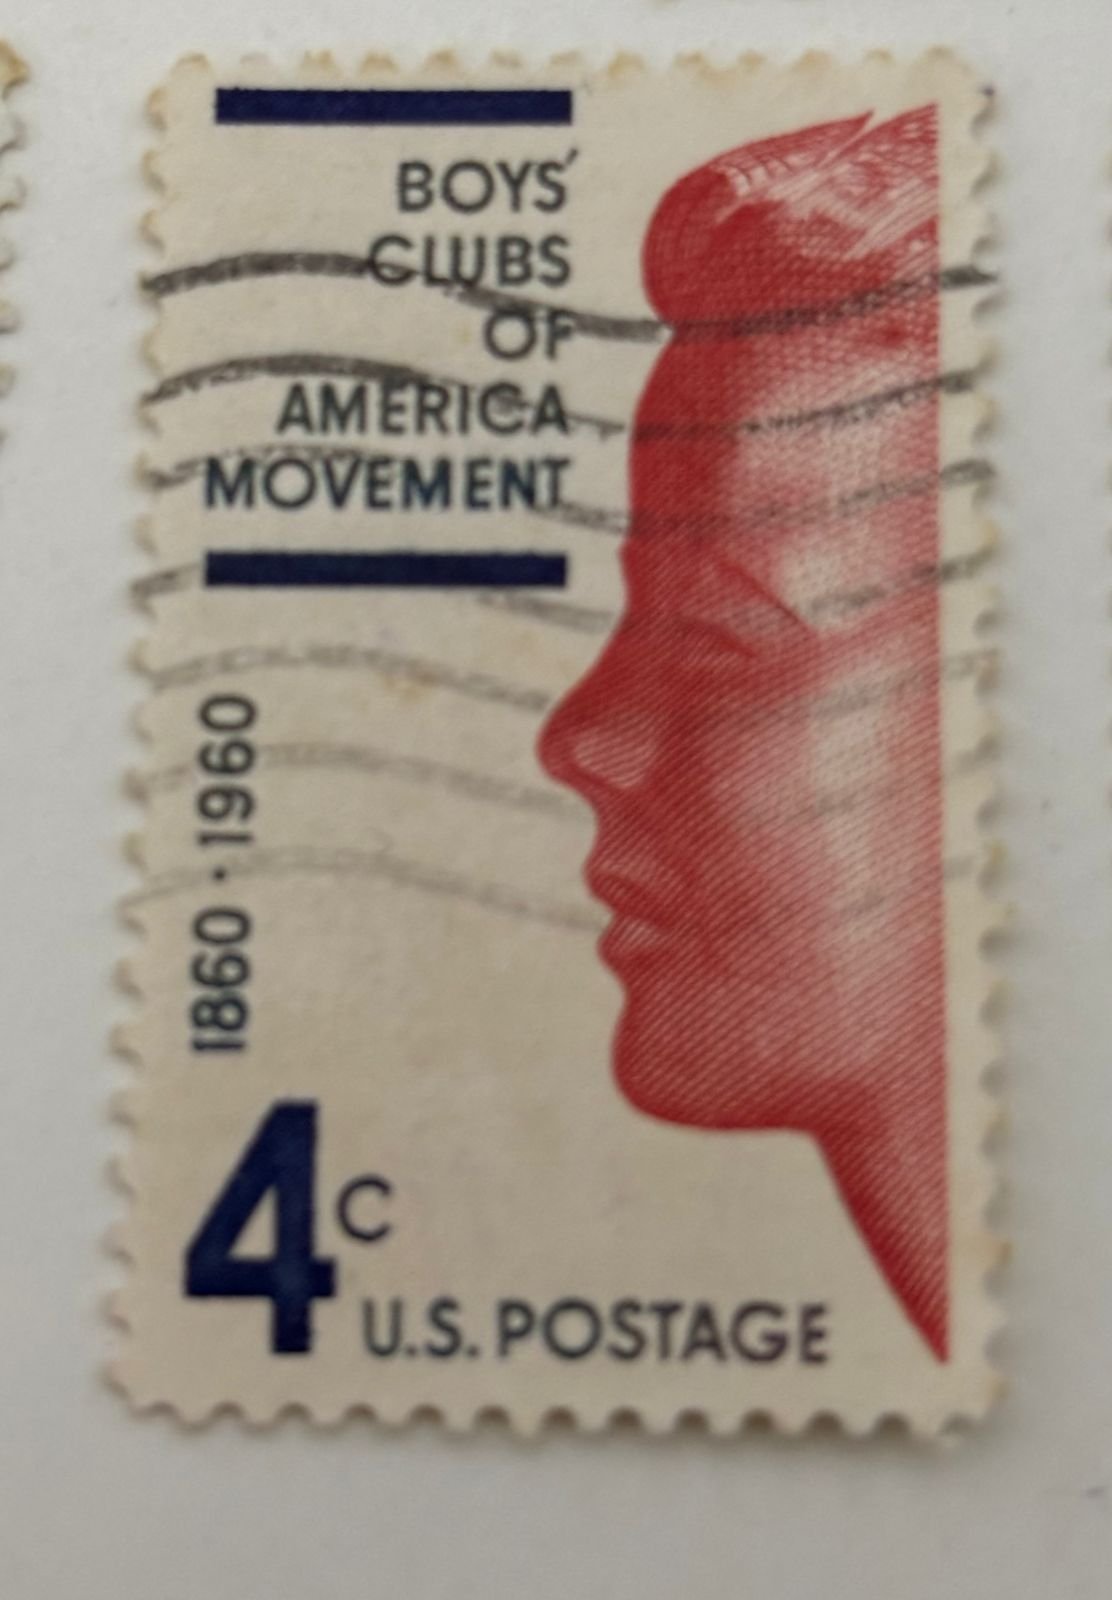 BOYS'
CLUBS
OF
AMERICA
MOVEMENT
1860 · 1960
4c
U.S. POSTAGE